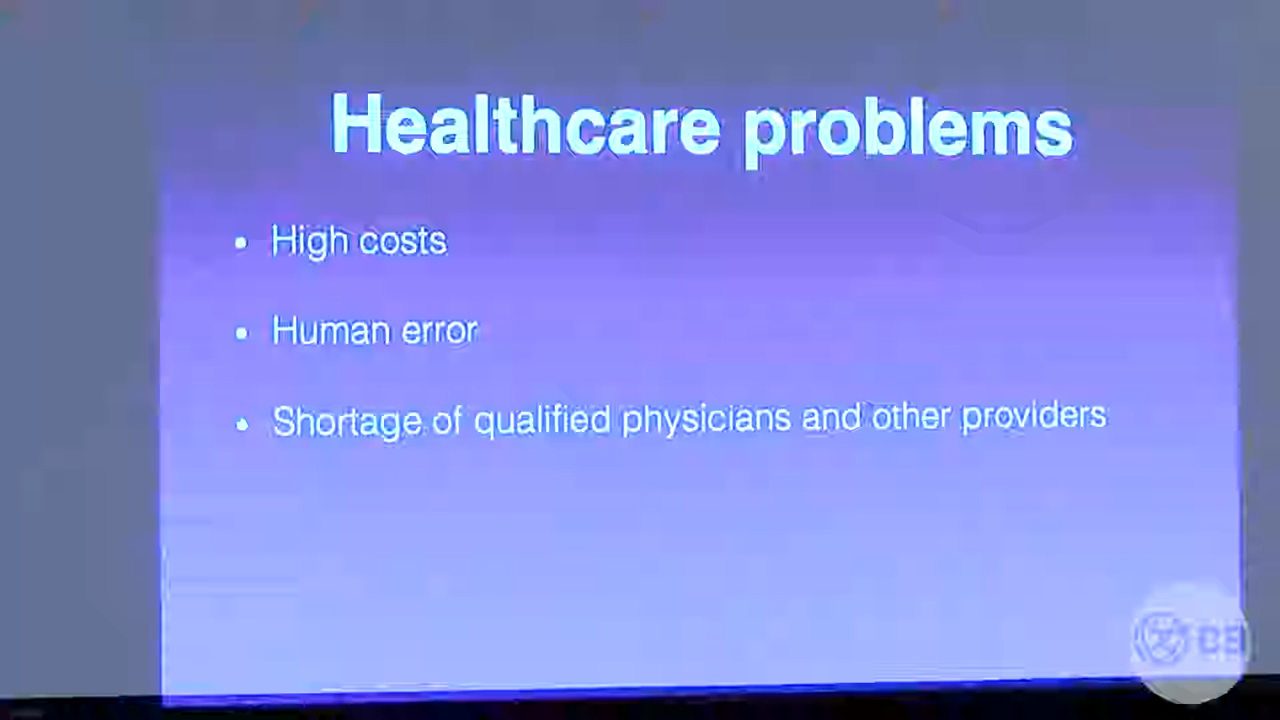 Healthcare problems
• High costs
• Human error
• Shortage of qualified physicians and other providers